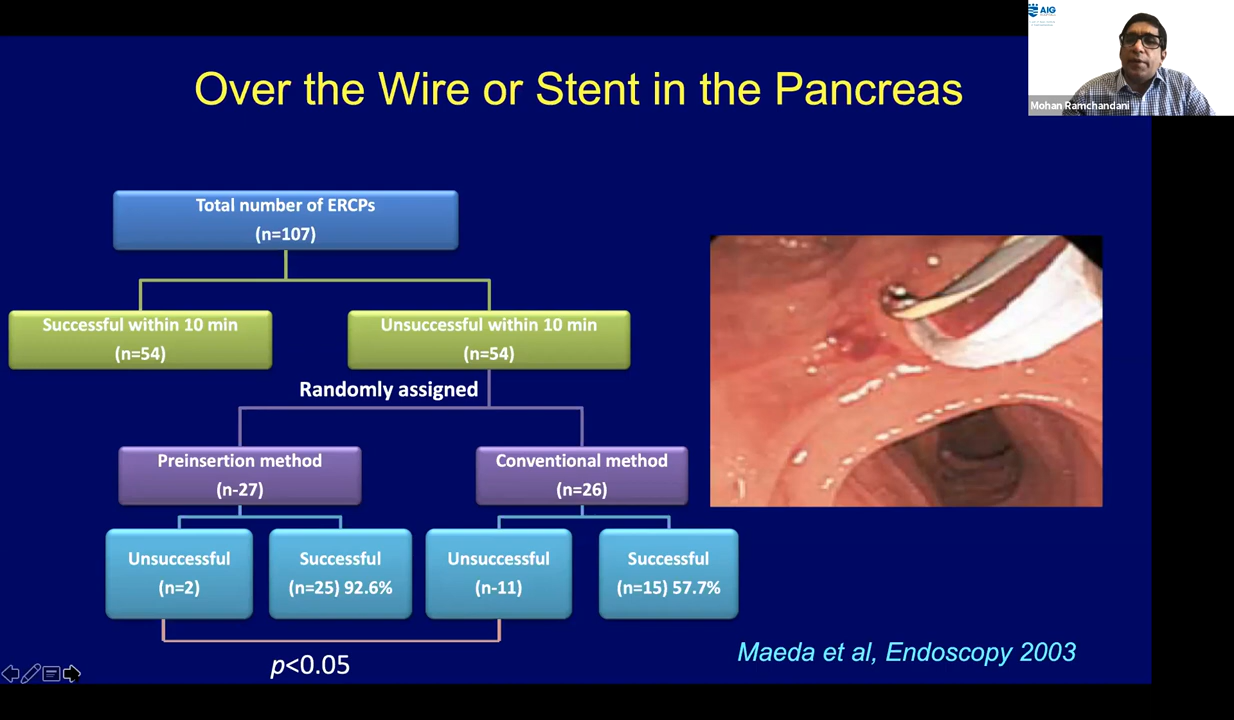 AIG
Mohan Ramchandani
Over the Wire or Stent in the Pancreas
Total number of ERCPs
(n=107)
Successful within 10 min
(n=54)
Unsuccessful within 10 min
(n=54)
Randomly assigned
Preinsertion method
(n-27)
Conventional method
(n=26)
Unsuccessful
(n=2)
Successful
(n=25) 92.6%
Unsuccessful
(n-11)
Successful
(n=15) 57.7%
p<0.05
Maeda et al, Endoscopy 2003